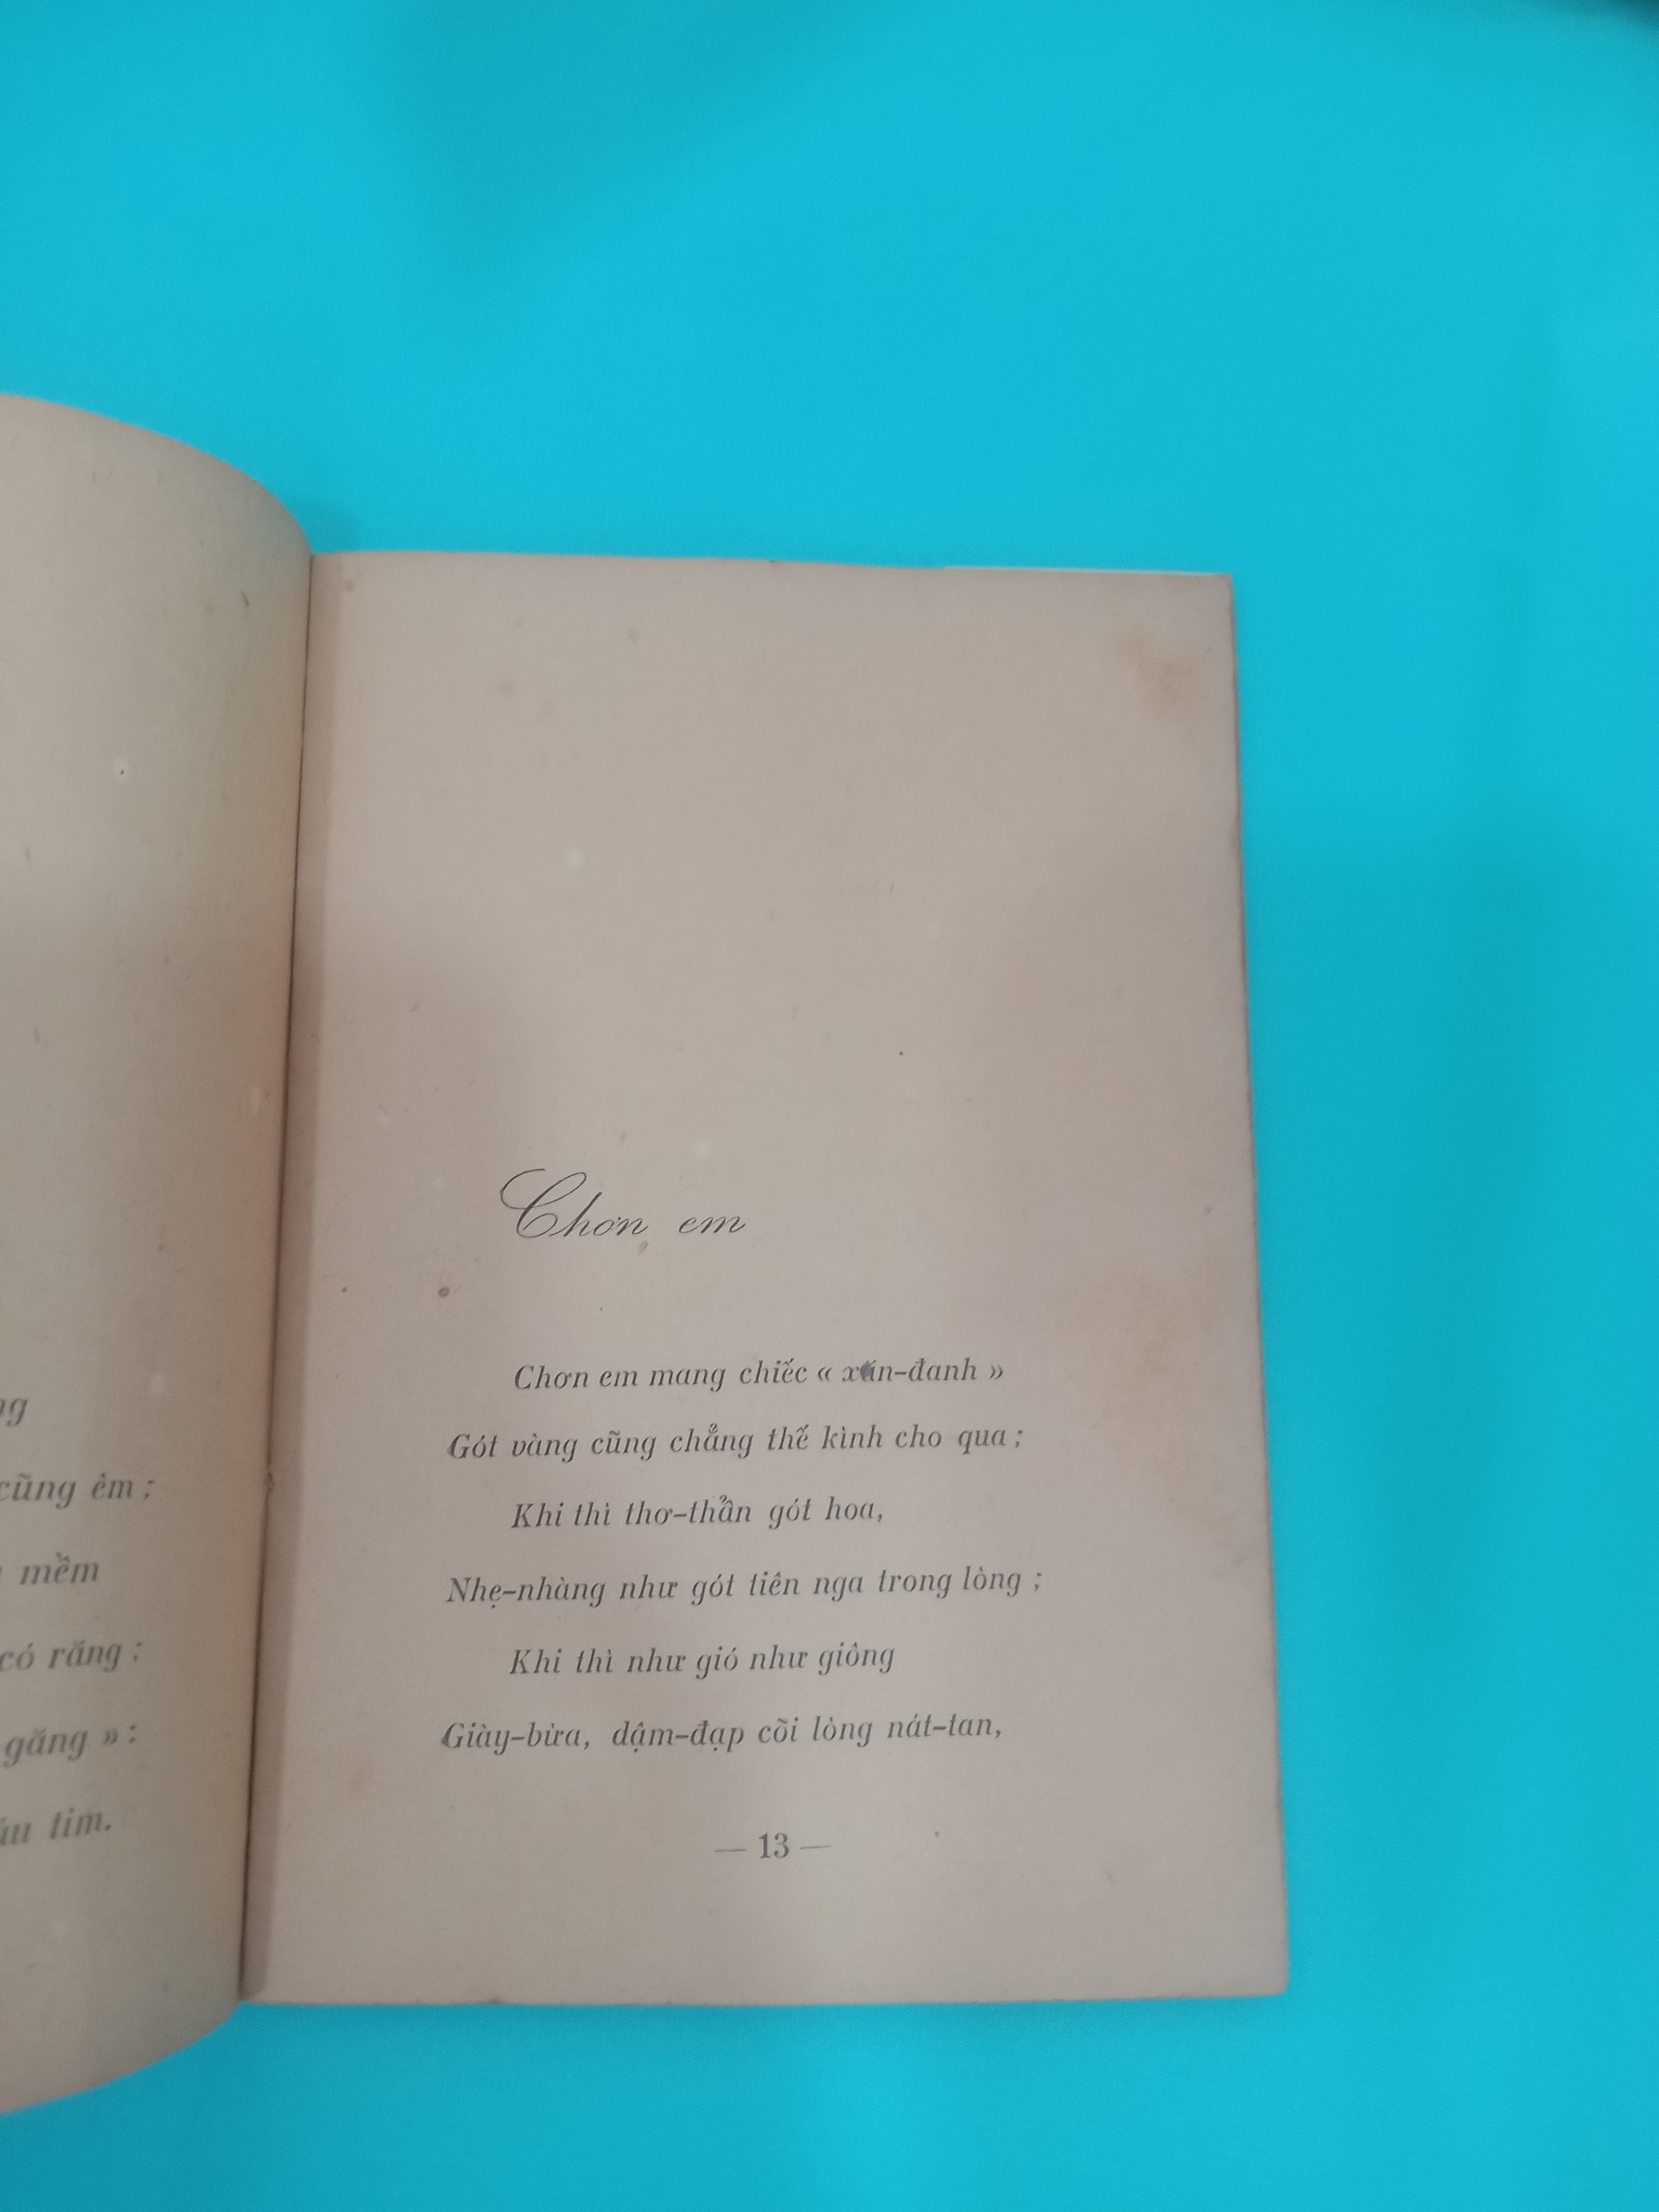 cũng êm ;
mềm
có răng ;
găng » :
tim.
Chơn em
Chơn em mang chiếc « xăn-đanh »
Gót vàng cũng chẳng thế kình cho qua ;
Khi thì thơ-thẩn gót hoa,
Nhẹ-nhàng như gót tiên nga trong lòng ;
Khi thì như gió như giông
Giày-bừa, dậm-đạp cõi lòng nát-tan,
— 13 —